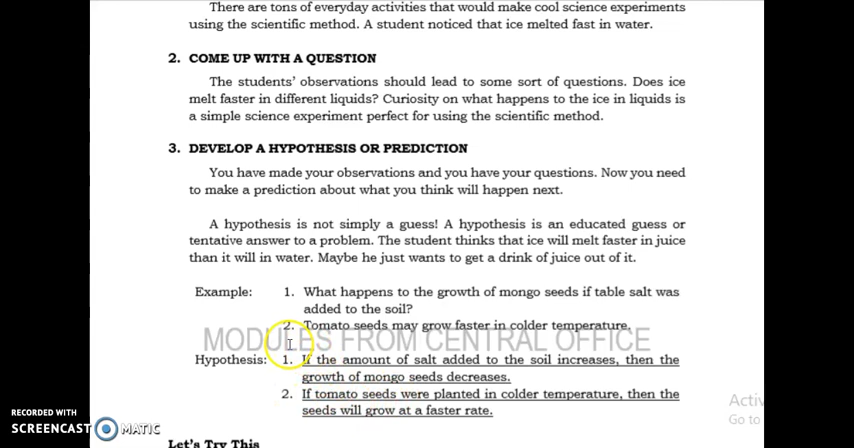 There are tons of everyday activities that would make cool science experiments
using the scientific method. A student noticed that ice melted fast in water.
2. COME UP WITH A QUESTION
The students' observations should lead to some sort of questions. Does ice
melt faster in different liquids? Curiosity on what happens to the ice in liquids is
a simple science experiment perfect for using the scientific method.
3. DEVELOP A HYPOTHESIS OR PREDICTION
You have made your observations and you have your questions. Now you need
to make a prediction about what you think will happen next.
A hypothesis is not simply a guess! A hypothesis is an educated guess or
tentative answer to a problem. The student thinks that ice will melt faster in juice
than it will in water. Maybe he just wants to get a drink of juice out of it.
Example: 1. What happens to the growth of mongo seeds if table salt was
added to the soil?
2. Tomato seeds may grow faster in colder temperature.
MODULES FROM CENTRAL OFFICE
Hypothesis: 1. If the amount of salt added to the soil increases, then the
growth of mongo seeds decreases.
2. If tomato seeds were planted in colder temperature, then the
seeds will grow at a faster rate.
Let's Try This
Activ
Go to
RECORDED WITH
SCREENCAST MATIC